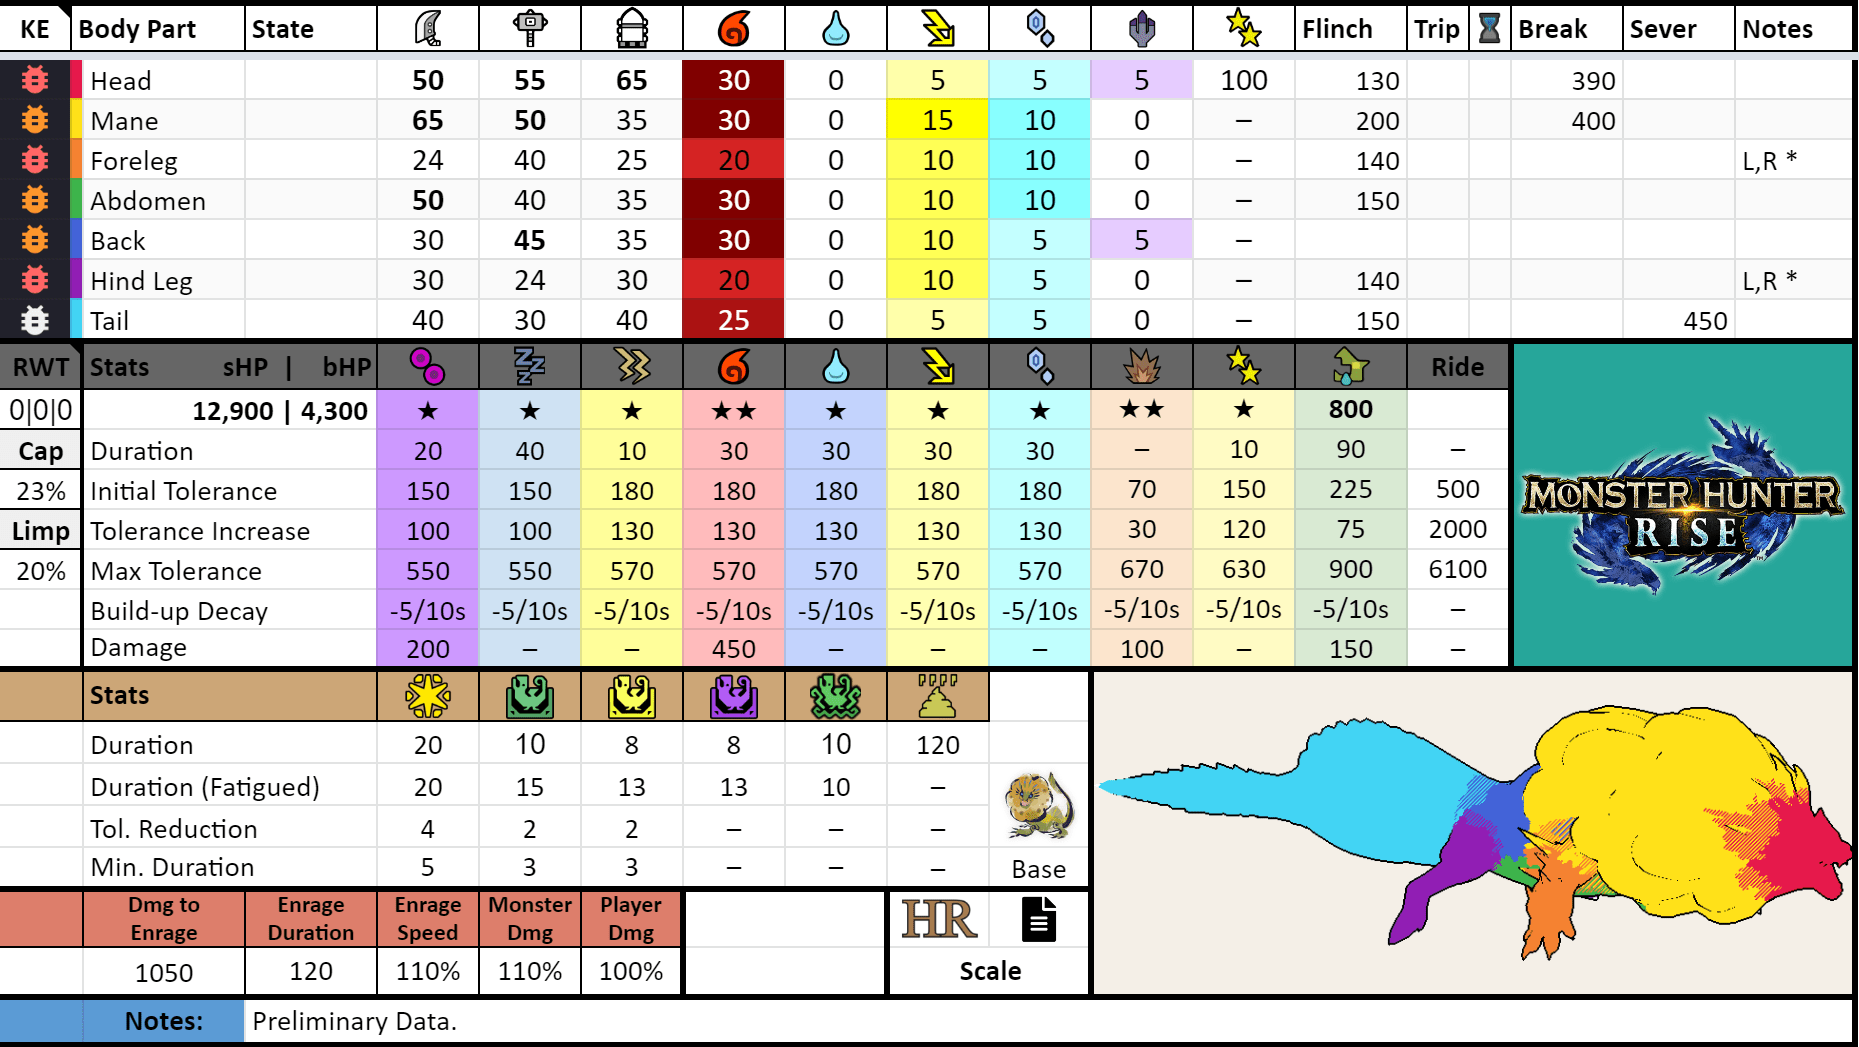 KE Body Part State Flinch Trip Break Sever Notes
Head 50 55 65 30 0 5 5 5 100 130 390
Mane 65 50 35 30 0 15 10 0 – 200 400
Foreleg 24 40 25 20 0 10 10 0 – 140 L,R *
Abdomen 50 40 35 30 0 10 10 0 – 150
Back 30 45 35 30 0 10 5 5 –
Hind Leg 30 24 30 20 0 10 5 0 – 140 L,R *
Tail 40 30 40 25 0 5 5 0 – 150 450
RWT Stats sHP | bHP Ride
0|0|0 12,900 | 4,300 ★ ★ ★ ★★ ★ ★ ★ ★★ ★ 800
Cap Duration 20 40 10 30 30 30 30 – 10 90 –
23% Initial Tolerance 150 150 180 180 180 180 180 70 150 225 500
Limp Tolerance Increase 100 100 130 130 130 130 130 30 120 75 2000
20% Max Tolerance 550 550 570 570 570 570 570 670 630 900 6100
Build-up Decay -5/10s -5/10s -5/10s -5/10s -5/10s -5/10s -5/10s -5/10s -5/10s -5/10s –
Damage 200 – – 450 – – – 100 – 150 –
MONSTER HUNTER
RISE
Stats
Duration 20 10 8 8 10 120
Duration (Fatigued) 20 15 13 13 10 –
Tol. Reduction 4 2 2 – – –
Min. Duration 5 3 3 – – – Base
Dmg to Enrage Enrage Monster Player HR
Enrage Duration Speed Dmg Dmg
1050 120 110% 110% 100% Scale
Notes: Preliminary Data.